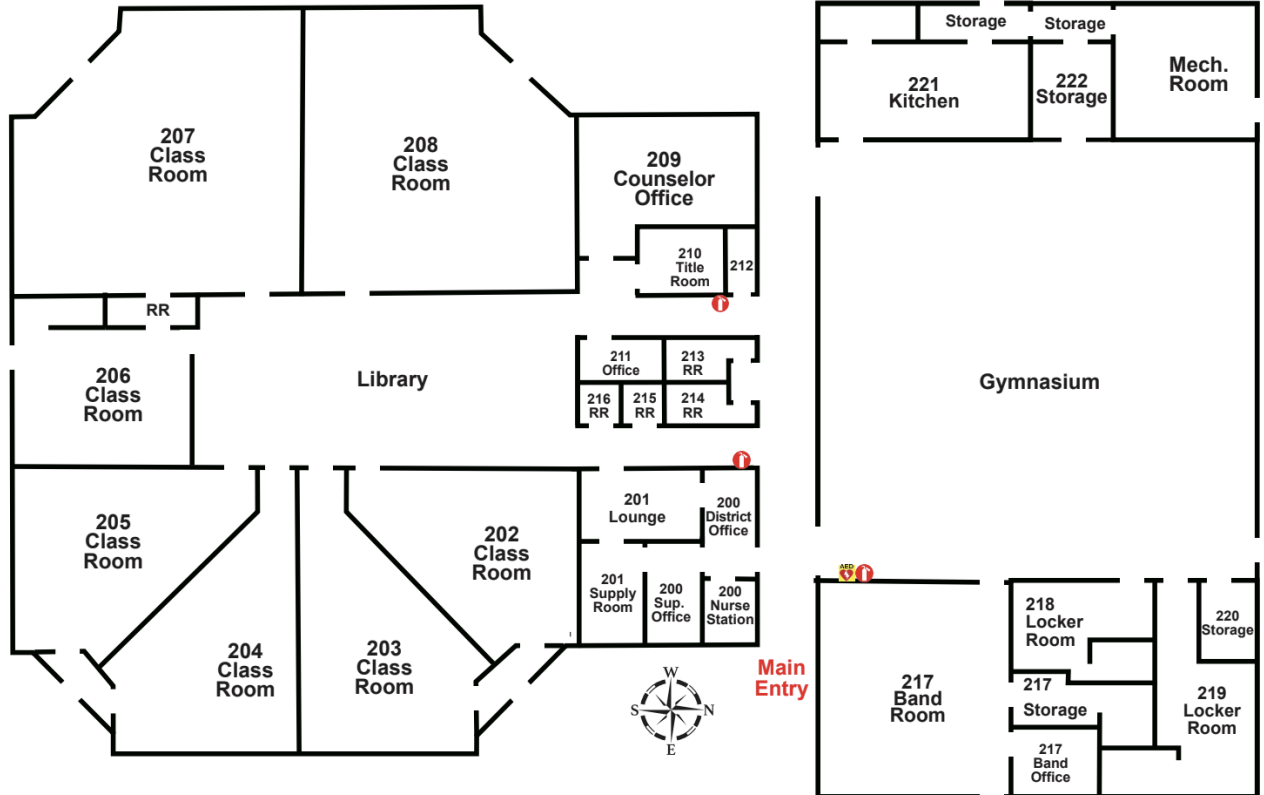 207
Class
Room
208
Class
Room
209
Counselor
Office
210
Title
Room
212
RR
206
Class
Room
Library
211
Office
213
RR
216
RR
215
RR
214
RR
205
Class
Room
204
Class
Room
203
Class
Room
202
Class
Room
201
Lounge
200
District
Office
201
Supply
Room
200
Sup.
Office
200
Nurse
Station
W
S
N
E
Main
Entry
Storage
Storage
221
Kitchen
222
Storage
Mech.
Room
Gymnasium
AED
217
Band
Room
218
Locker
Room
217
Storage
217
Band
Office
220
Storage
219
Locker
Room